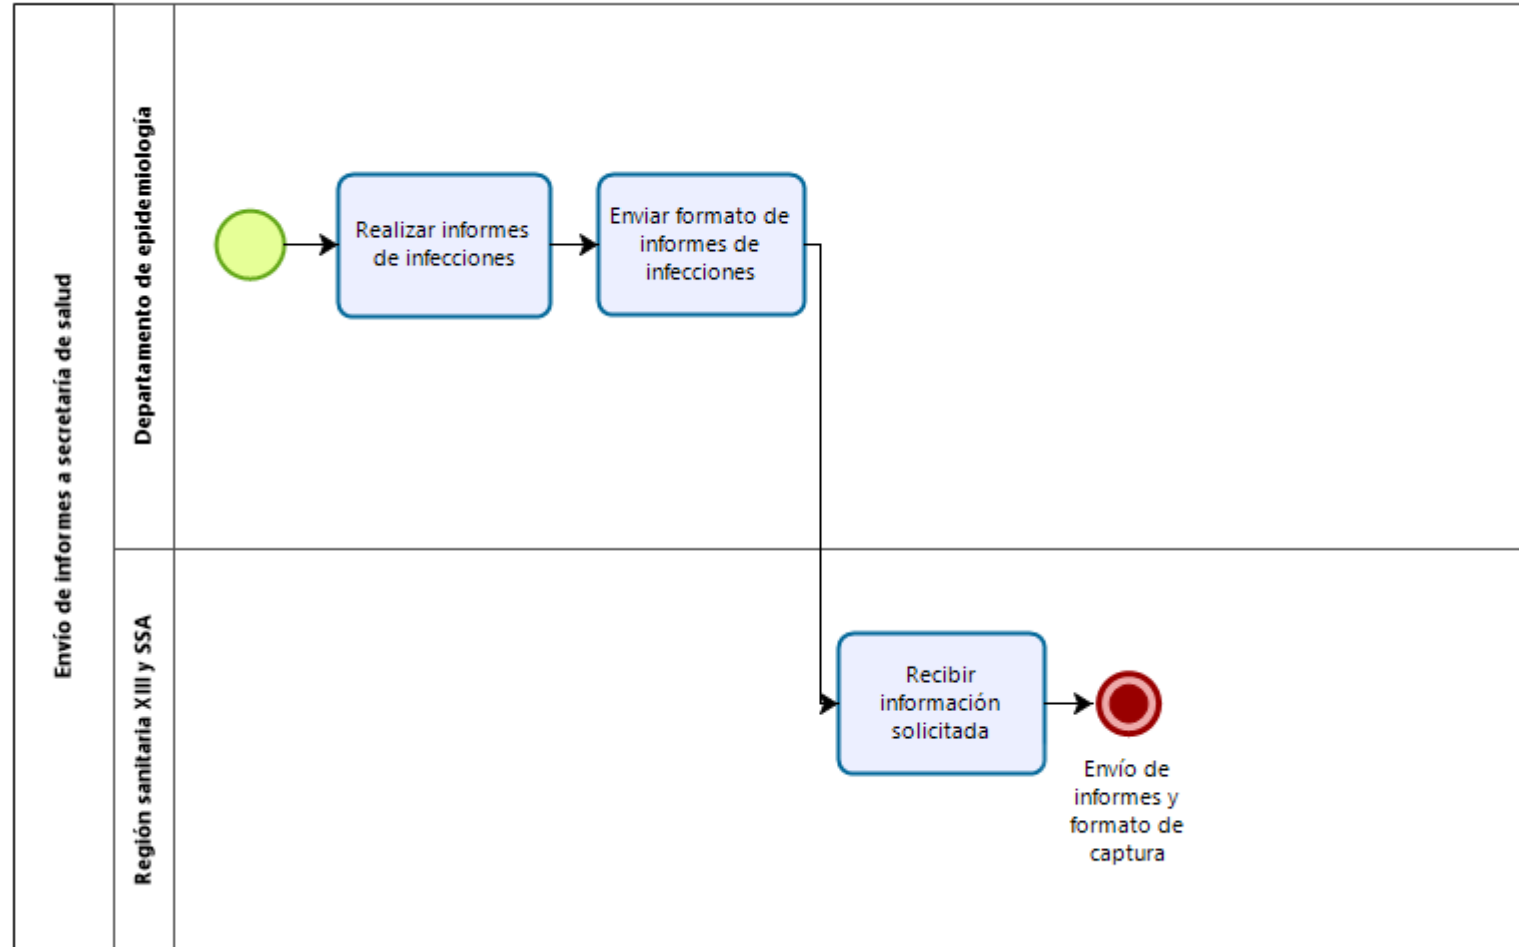 Envío de informes a secretaría de salud
Departamento de epidemiología
Realizar informes
de infecciones
Enviar formato de
informes de
infecciones
Región sanitaria XIII y SSA
Recibir
información
solicitada
Envío de
informes y
formato de
captura